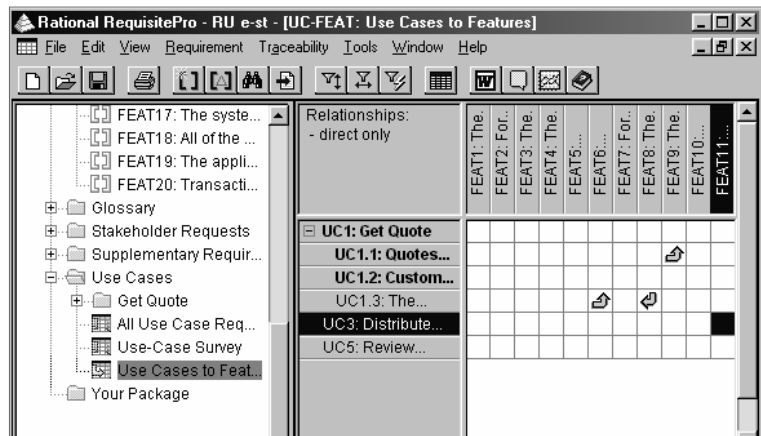 Rational RequisitePro - RU e-st - [UC-FEAT: Use Cases to Features]
File Edit View Requirement Traceability Tools Window Help
FEAT17: The syste...
FEAT18: All of the ...
FEAT19: The appli...
FEAT20: Transacti...
Glossary
Stakeholder Requests
Supplementary Requir...
Use Cases
Get Quote
All Use Case Req...
Use-Case Survey
Use Cases to Feat...
Your Package
Relationships:
- direct only
FEAT1: The..
FEAT2: For..
FEAT3: The..
FEAT4: The..
FEAT5:...
FEAT6:...
FEAT7: For..
FEAT8: The..
FEAT9: The..
FEAT10:...
FEAT11:...
UC1: Get Quote
UC1.1: Quotes...
UC1.2: Custom...
UC1.3: The...
UC3: Distribute...
UC5: Review...